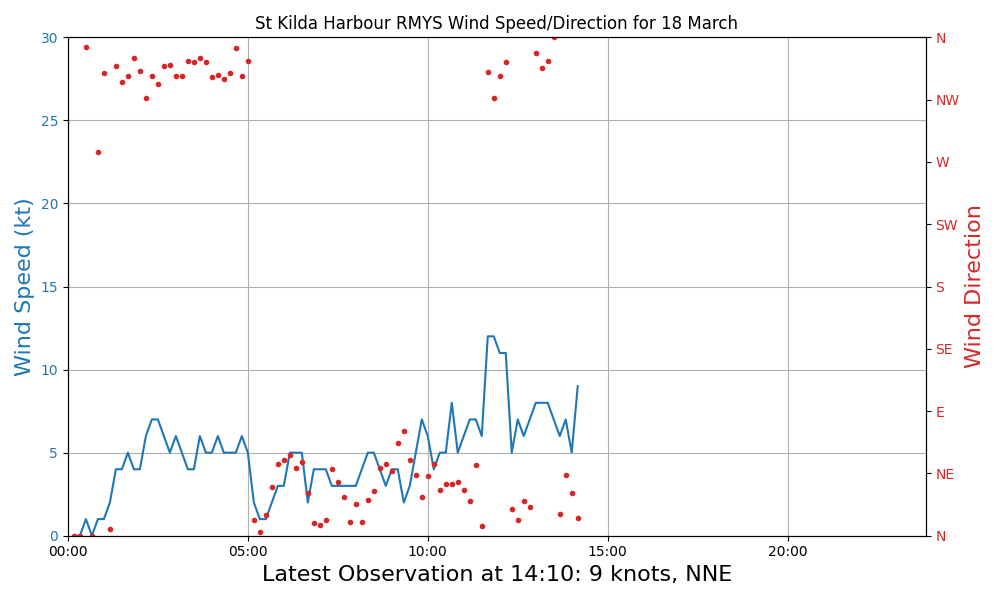 St Kilda Harbour RMYS Wind Speed/Direction for 18 March
30
25
20
15
10
5
0
Wind Speed (kt)
N
NW
W
SW
S
SE
E
NE
N
Wind Direction
00:00 05:00 10:00 15:00 20:00
Latest Observation at 14:10: 9 knots, NNE